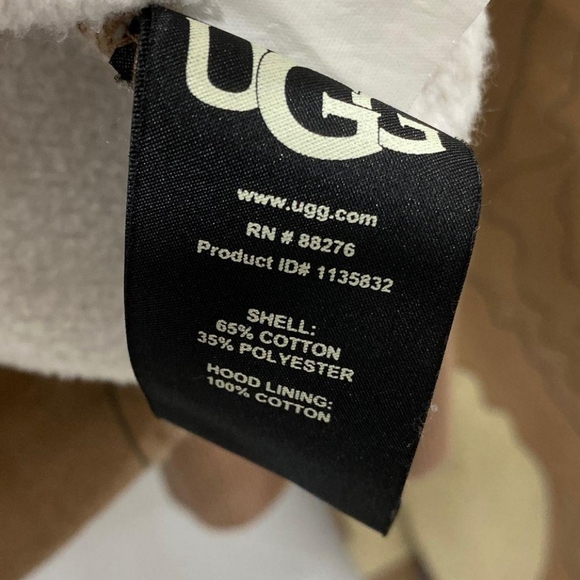 UGG
www.ugg.com
RN # 88276
Product ID# 1135832
SHELL:
65% COTTON
35% POLYESTER
HOOD LINING:
100% COTTON